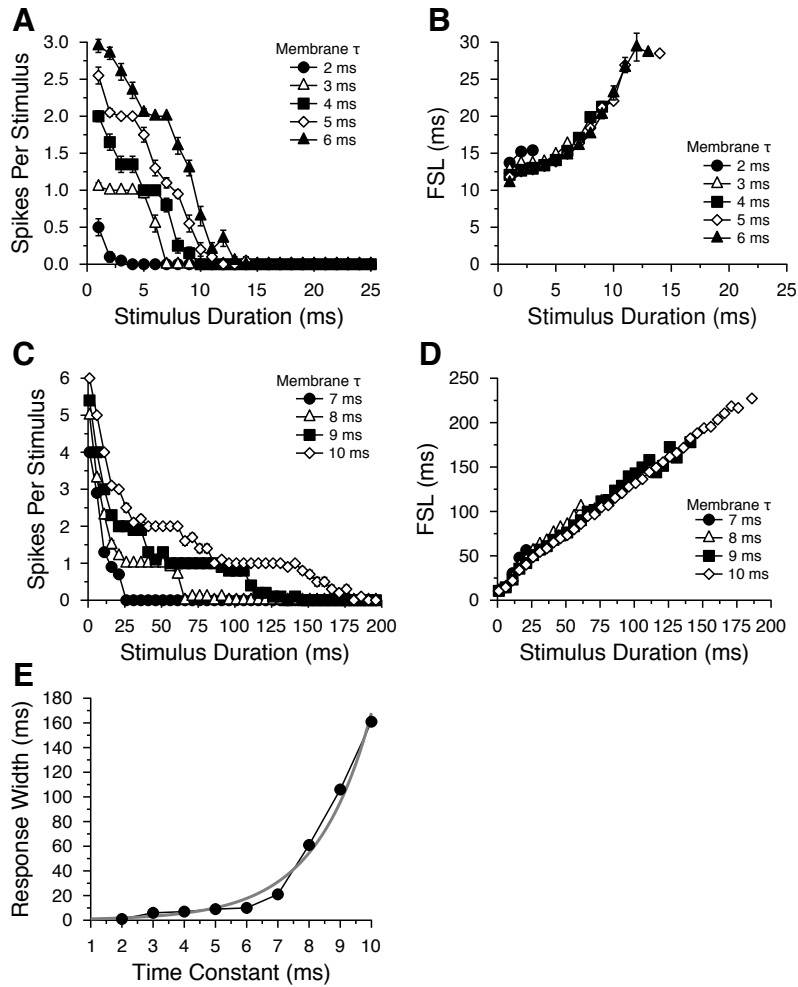 A
Spikes Per Stimulus
3.0
2.5
2.0
1.5
1.0
0.5
0.0
0 5 10 15 20 25
Stimulus Duration (ms)
Membrane τ
2 ms
3 ms
4 ms
5 ms
6 ms
B
FSL (ms)
30
25
20
15
10
5
0
0 5 10 15 20 25
Stimulus Duration (ms)
Membrane τ
2 ms
3 ms
4 ms
5 ms
6 ms
C
Spikes Per Stimulus
6
5
4
3
2
1
0
0 25 50 75 100 125 150 175 200
Stimulus Duration (ms)
Membrane τ
7 ms
8 ms
9 ms
10 ms
D
FSL (ms)
250
200
150
100
50
0
0 25 50 75 100 125 150 175 200
Stimulus Duration (ms)
Membrane τ
7 ms
8 ms
9 ms
10 ms
E
Response Width (ms)
180
160
140
120
100
80
60
40
20
0
1 2 3 4 5 6 7 8 9 10
Time Constant (ms)